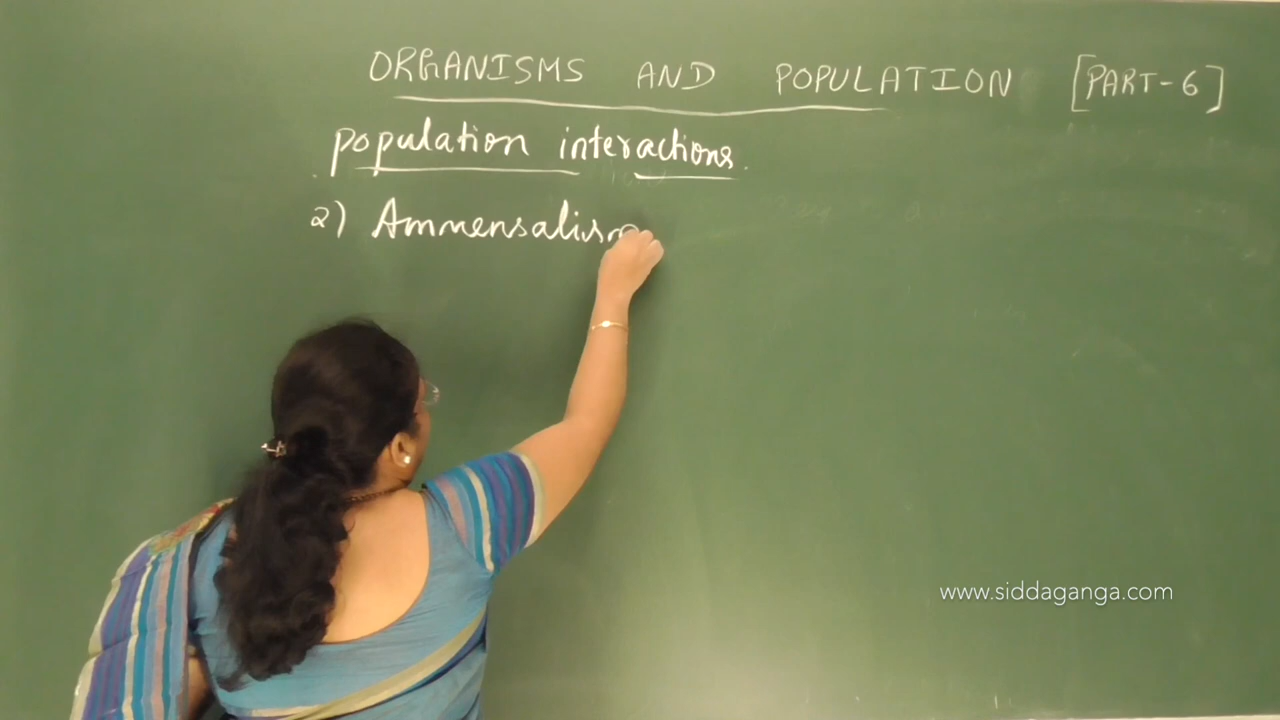 ORGANISMS AND POPULATION [PART-6]
population interactions.
2) Ammensalism
www.siddaganga.com